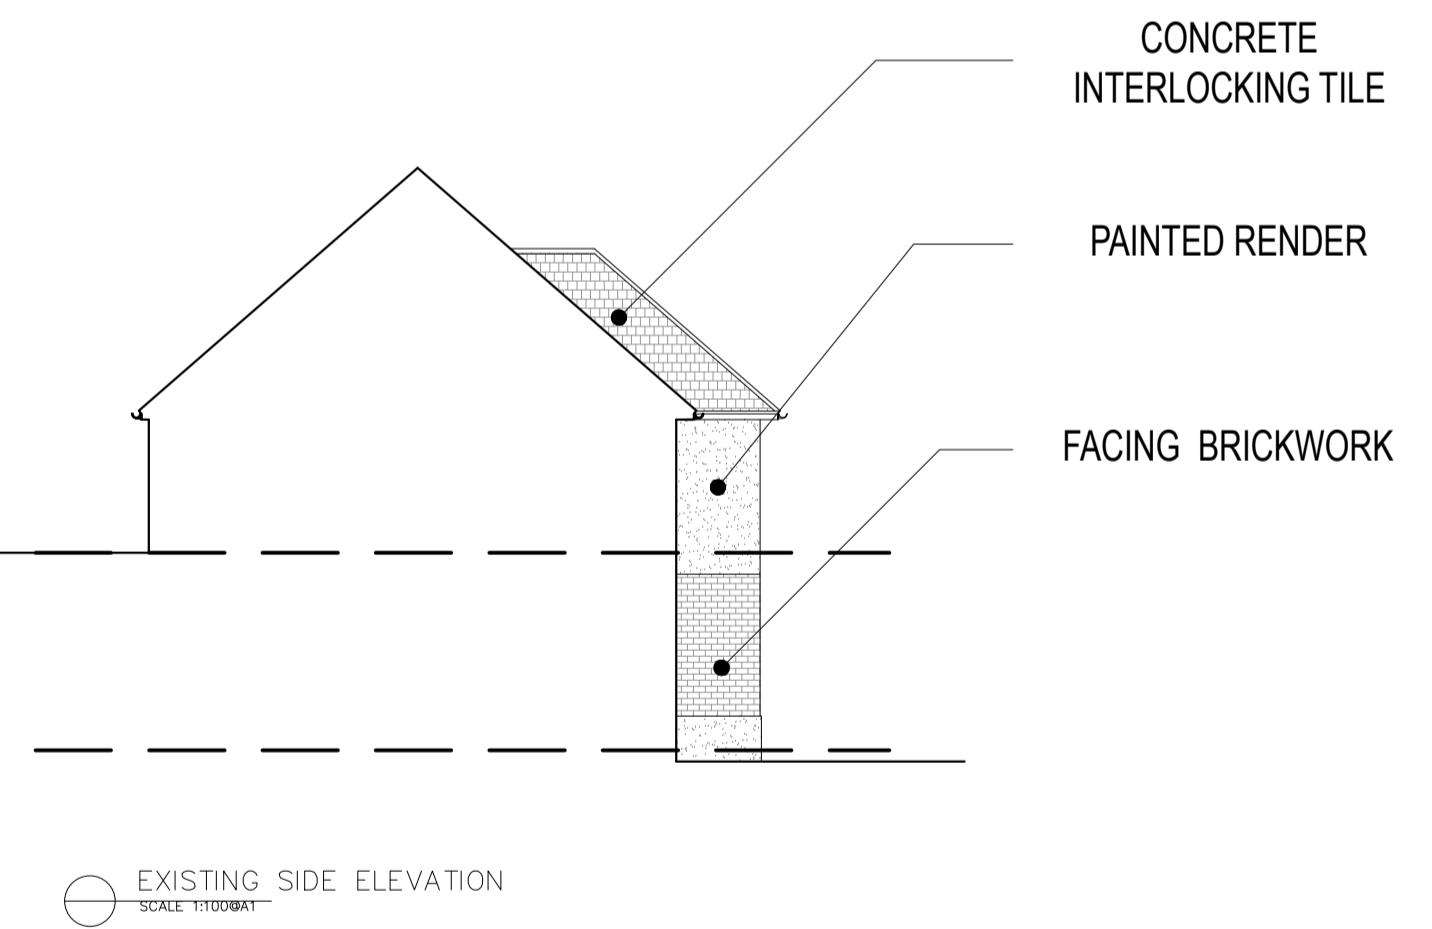 CONCRETE
INTERLOCKING TILE
PAINTED RENDER
FACING BRICKWORK
EXISTING SIDE ELEVATION
SCALE 1:100@A1